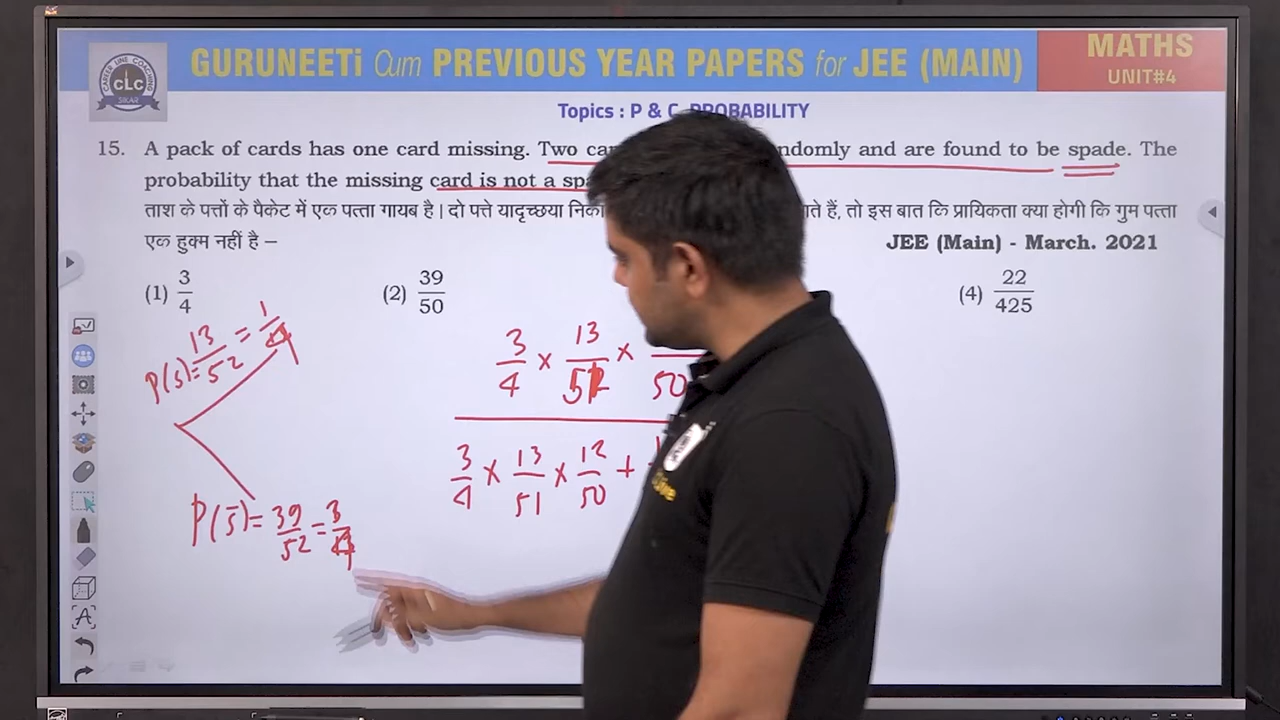 GURUNEETi Cum PREVIOUS YEAR PAPERS for JEE (MAIN)
MATHS
UNIT#4
CAREER LINE COACHING
CLC
SIKAR
Topics : P & C, PROBABILITY
15. A pack of cards has one card missing. Two ndomly and are found to be spade. The
probability that the missing card is not a
ताश के पत्तों के पैकेट में एक पत्ता गायब है। दो पत्ते यादृच्छया ते हैं, तो इस बात कि प्रायिकता क्या होगी कि गुम पत्ता
एक हुक्म नहीं है –
JEE (Main) - March. 2021
(1) 3/4
(2) 39/50
(4) 22/425
P(S)= 13/52 = 1/4
3/4 × 13/51 × 50
3/4 × 13/51 × 12/50 +
P(S̄)= 39/52 = 3/4